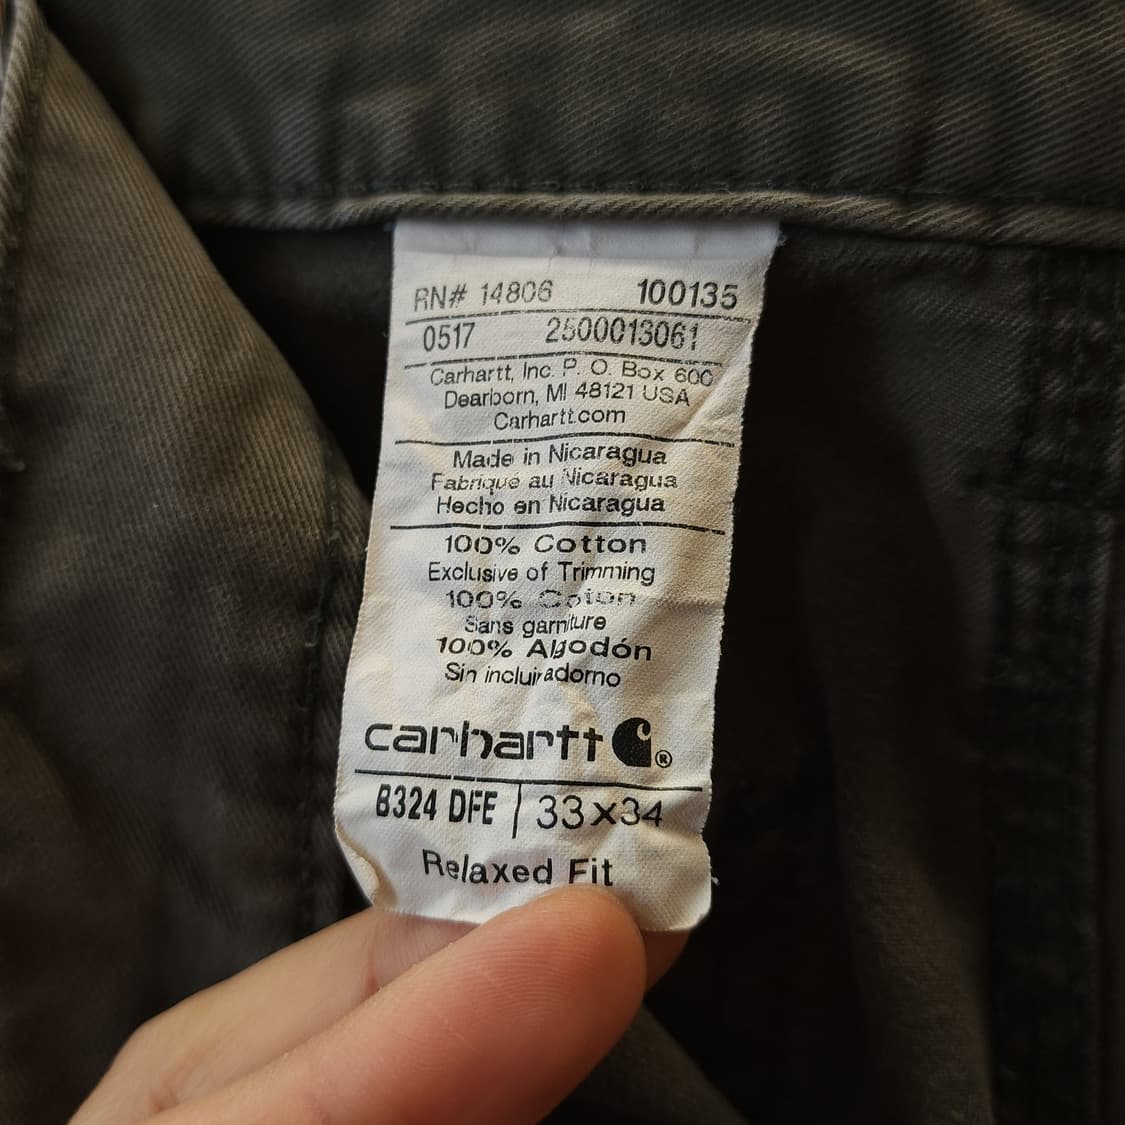 RN# 14806 100135
0517 2500013061
Carhartt, Inc. P. O. Box 600
Dearborn, MI 48121 USA
Carhartt.com
Made in Nicaragua
Fabriqué au Nicaragua
Hecho en Nicaragua
100% Cotton
Exclusive of Trimming
100% Coton
Sans garniture
100% Algodón
Sin incluir adorno
carhartt ®
B324 DFE | 33x34
Relaxed Fit